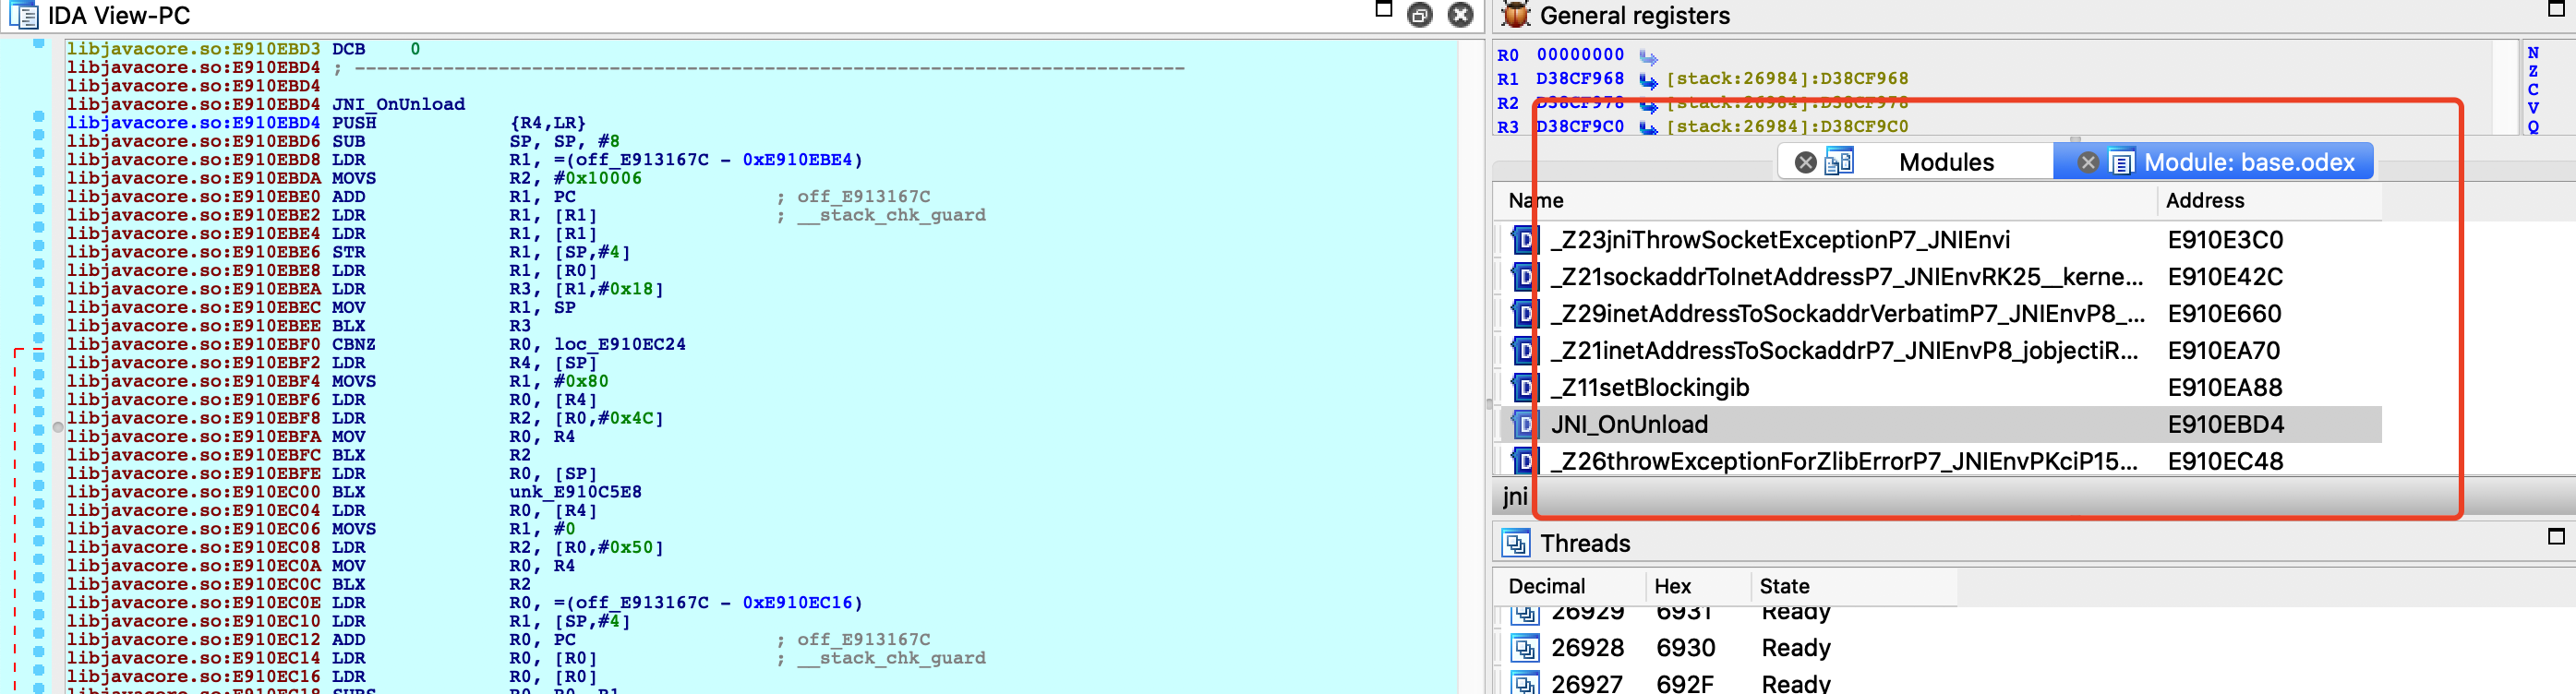 IDA View-PC
libjavacore.so:E910EBD3 DCB 0
libjavacore.so:E910EBD4 ; ---------------------------------------------------------------------------
libjavacore.so:E910EBD4
libjavacore.so:E910EBD4 JNI_OnUnload
libjavacore.so:E910EBD4 PUSH {R4,LR}
libjavacore.so:E910EBD6 SUB SP, SP, #8
libjavacore.so:E910EBD8 LDR R1, =(off_E913167C - 0xE910EBE4)
libjavacore.so:E910EBDA MOVS R2, #0x10006
libjavacore.so:E910EBE0 ADD R1, PC ; off_E913167C
libjavacore.so:E910EBE2 LDR R1, [R1] ; __stack_chk_guard
libjavacore.so:E910EBE4 LDR R1, [R1]
libjavacore.so:E910EBE6 STR R1, [SP,#4]
libjavacore.so:E910EBE8 LDR R1, [R0]
libjavacore.so:E910EBEA LDR R3, [R1,#0x18]
libjavacore.so:E910EBEC MOV R1, SP
libjavacore.so:E910EBEE BLX R3
libjavacore.so:E910EBF0 CBNZ R0, loc_E910EC24
libjavacore.so:E910EBF2 LDR R4, [SP]
libjavacore.so:E910EBF4 MOVS R1, #0x80
libjavacore.so:E910EBF6 LDR R0, [R4]
libjavacore.so:E910EBF8 LDR R2, [R0,#0x4C]
libjavacore.so:E910EBFA MOV R0, R4
libjavacore.so:E910EBFC BLX R2
libjavacore.so:E910EBFE LDR R0, [SP]
libjavacore.so:E910EC00 BLX unk_E910C5E8
libjavacore.so:E910EC04 LDR R0, [R4]
libjavacore.so:E910EC06 MOVS R1, #0
libjavacore.so:E910EC08 LDR R2, [R0,#0x50]
libjavacore.so:E910EC0A MOV R0, R4
libjavacore.so:E910EC0C BLX R2
libjavacore.so:E910EC0E LDR R0, =(off_E913167C - 0xE910EC16)
libjavacore.so:E910EC10 LDR R1, [SP,#4]
libjavacore.so:E910EC12 ADD R0, PC ; off_E913167C
libjavacore.so:E910EC14 LDR R0, [R0] ; __stack_chk_guard
libjavacore.so:E910EC16 LDR R0, [R0]
libjavacore.so:E910EC18 SUBS R0, R0, R1
General registers
R0 00000000
R1 D38CF968 [stack:26984]:D38CF968
R2 D38CF978 [stack:26984]:D38CF978
R3 D38CF9C0 [stack:26984]:D38CF9C0
N
Z
C
V
Q
Modules Module: base.odex
Name Address
_Z23jniThrowSocketExceptionP7_JNIEnvi E910E3C0
_Z21sockaddrToInetAddressP7_JNIEnvRK25__kerne... E910E42C
_Z29inetAddressToSockaddrVerbatimP7_JNIEnvP8_... E910E660
_Z21inetAddressToSockaddrP7_JNIEnvP8_jobjectiR... E910EA70
_Z11setBlockingib E910EA88
JNI_OnUnload E910EBD4
_Z26throwExceptionForZlibErrorP7_JNIEnvPKciP15... E910EC48
jni
Threads
Decimal Hex State
26929 6931 Ready
26928 6930 Ready
26927 692F Ready